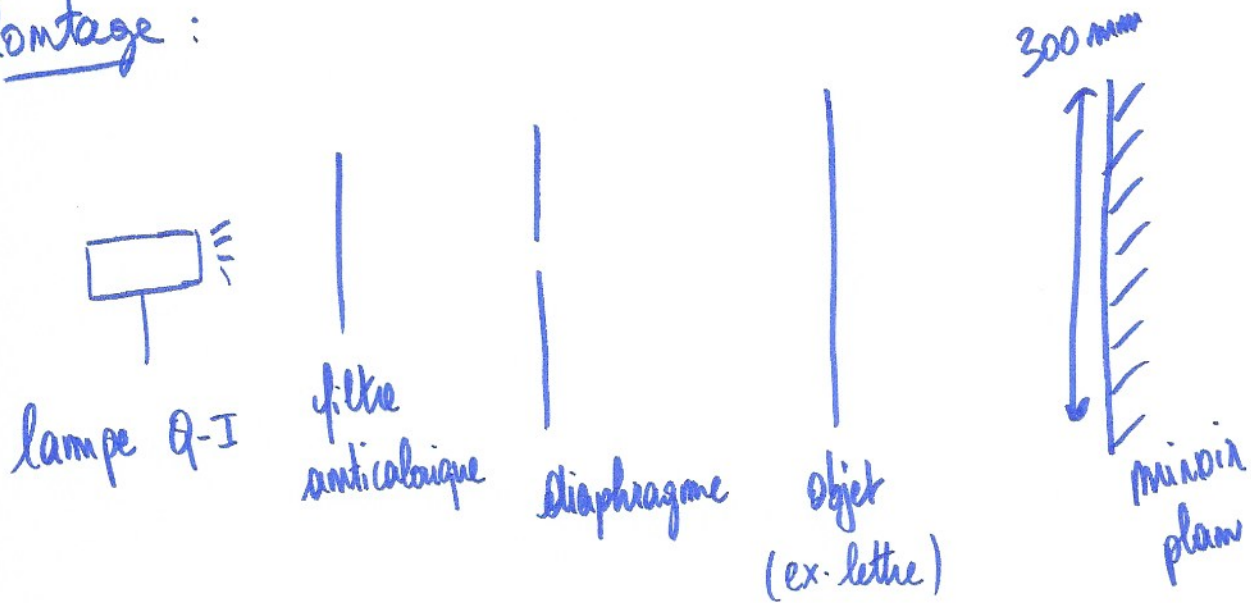 ontage :
300 mm
lampe Q-I
filtre
anticalorique
diaphragme
objet
(ex. lettre)
miroir
plan